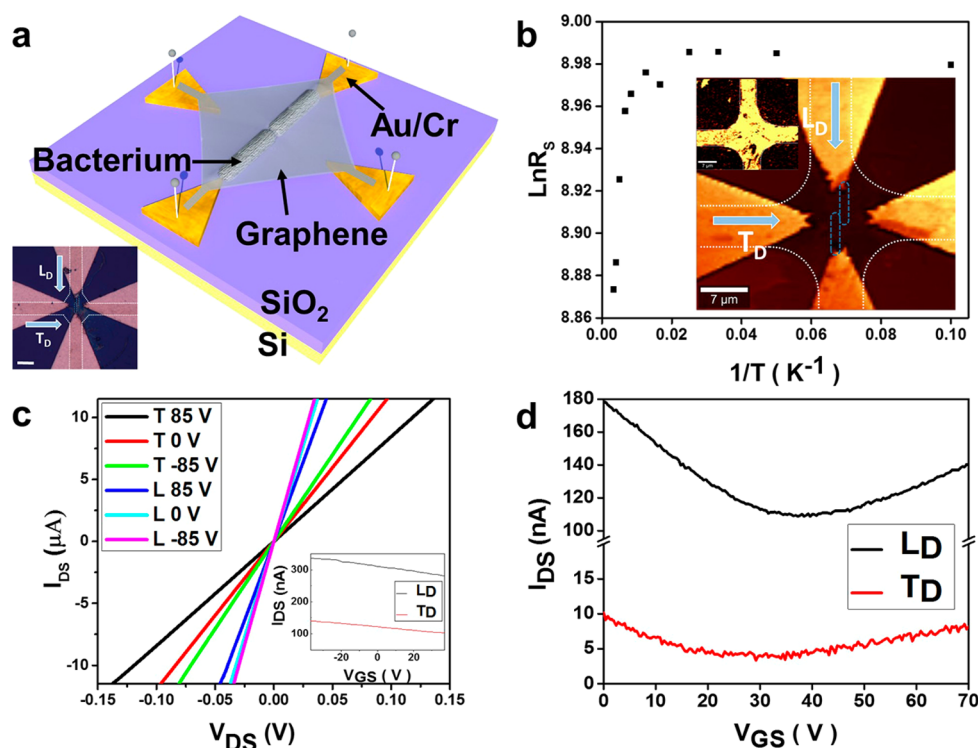 a
Bacterium
Au/Cr
Graphene
SiO2
Si
LD
TD
b
LnRS
9.00
8.98
8.96
8.94
8.92
8.90
8.88
8.86
0.00
0.02
0.04
0.06
0.08
0.10
1/T ( K-1 )
LD
TD
7 μm
7 μm
c
T 85 V
T 0 V
T -85 V
L 85 V
L 0 V
L -85 V
IDS (μA)
10
5
0
-5
-10
-0.15
-0.10
-0.05
0.00
0.05
0.10
0.15
VDS (V)
IDS (nA)
300
200
100
-20
0
20
VGS ( V )
LD
TD
d
IDS (nA)
180
160
140
120
100
15
10
5
0
0
10
20
30
40
50
60
70
VGS ( V )
LD
TD